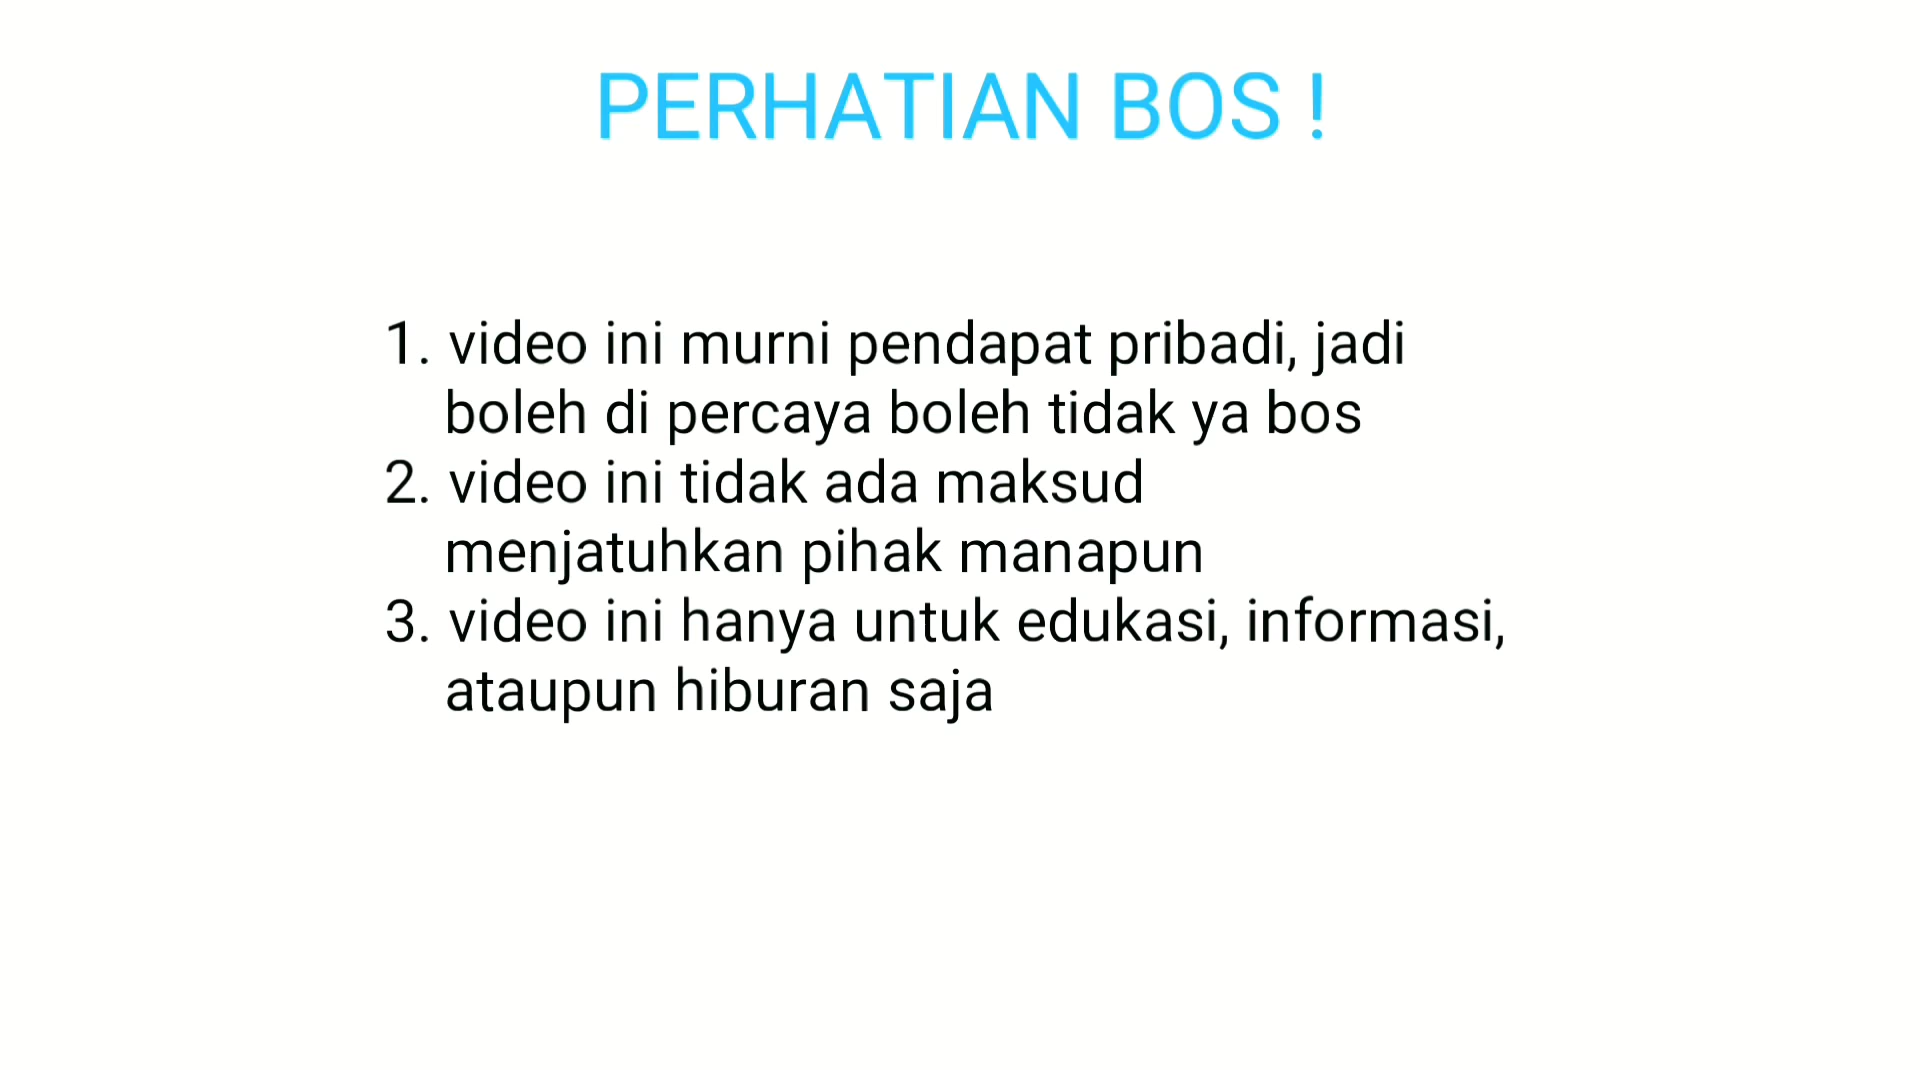 PERHATIAN BOS !
1. video ini murni pendapat pribadi, jadi
boleh di percaya boleh tidak ya bos
2. video ini tidak ada maksud
menjatuhkan pihak manapun
3. video ini hanya untuk edukasi, informasi,
ataupun hiburan saja